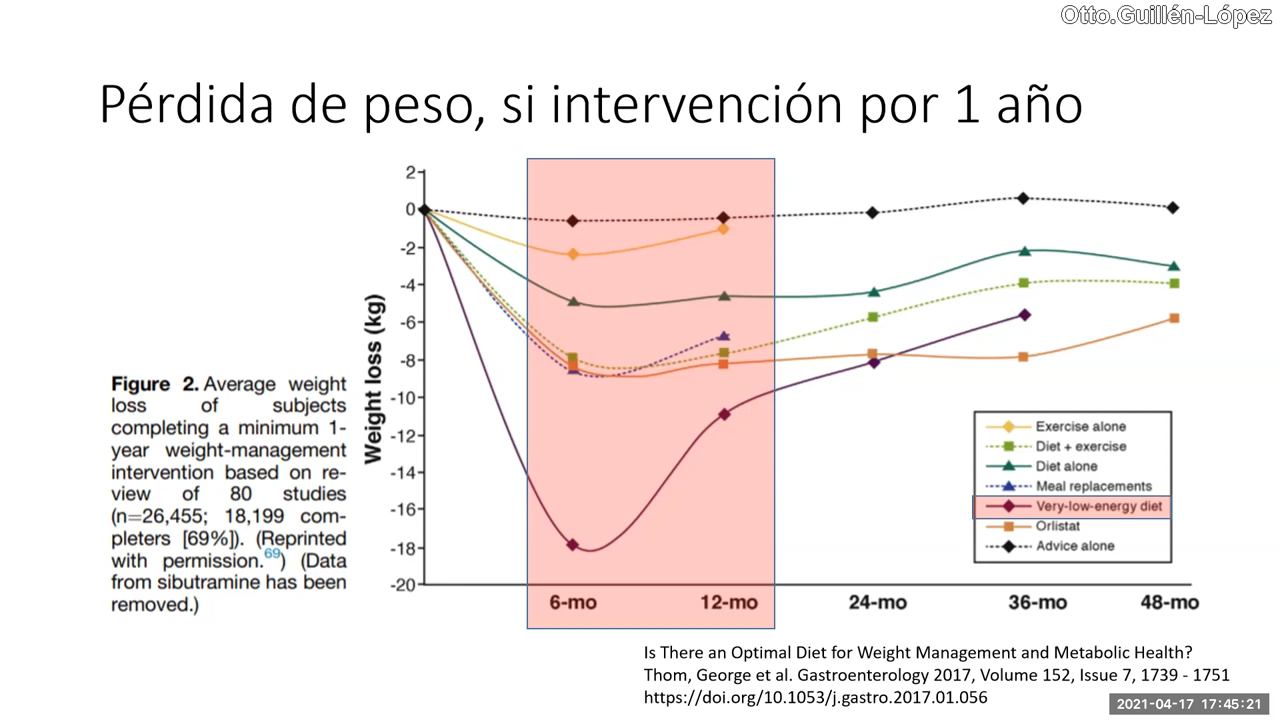 Otto.Guillén-López
Pérdida de peso, si intervención por 1 año
2
0
-2
-4
-6
-8
-10
-12
-14
-16
-18
-20
Weight loss (kg)
6-mo 12-mo 24-mo 36-mo 48-mo
Exercise alone
Diet + exercise
Diet alone
Meal replacements
Very-low-energy diet
Orlistat
Advice alone
Figure 2. Average weight
loss of subjects
completing a minimum 1-
year weight-management
intervention based on re-
view of 80 studies
(n=26,455; 18,199 com-
pleters [69%]). (Reprinted
with permission.69) (Data
from sibutramine has been
removed.)
Is There an Optimal Diet for Weight Management and Metabolic Health?
Thom, George et al. Gastroenterology 2017, Volume 152, Issue 7, 1739 - 1751
https://doi.org/10.1053/j.gastro.2017.01.056
2021-04-17 17:45:21